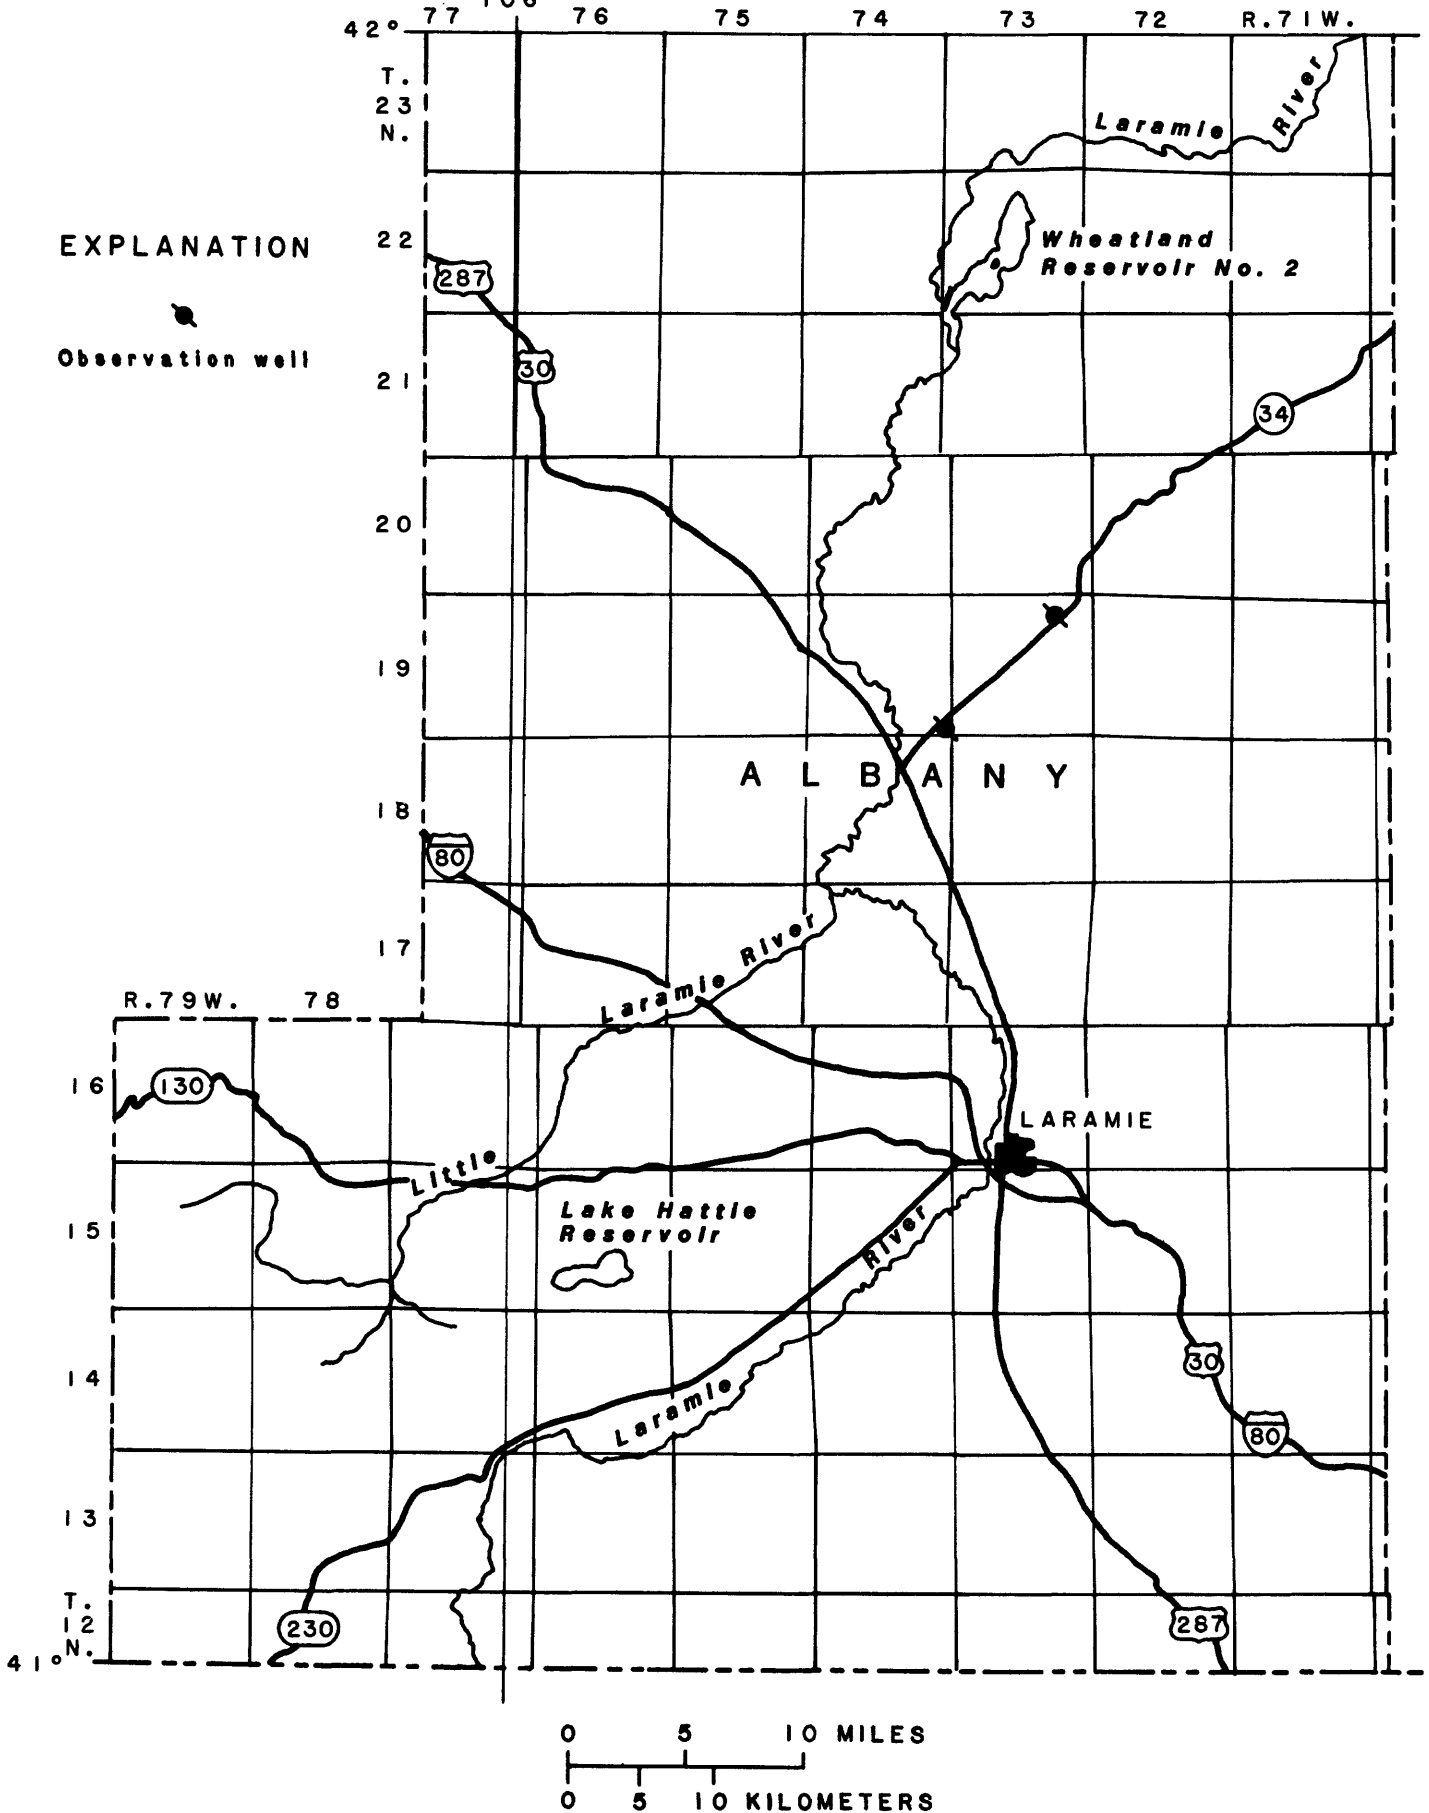 106
77 76 75 74 73 72 R.71W.
42°
T.
23
N.
Laramie River
22
EXPLANATION
Wheatland
Reservoir No. 2
287
Observation well
30
21
34
20
19
A L B A N Y
18
80
17
Laramie River
R.79W. 78
16
130
LARAMIE
Little
Lake Hattie
Reservoir
15
River
30
14
Laramie
80
13
T.
12
N.
230
287
41°
0 5 10 MILES
0 5 10 KILOMETERS